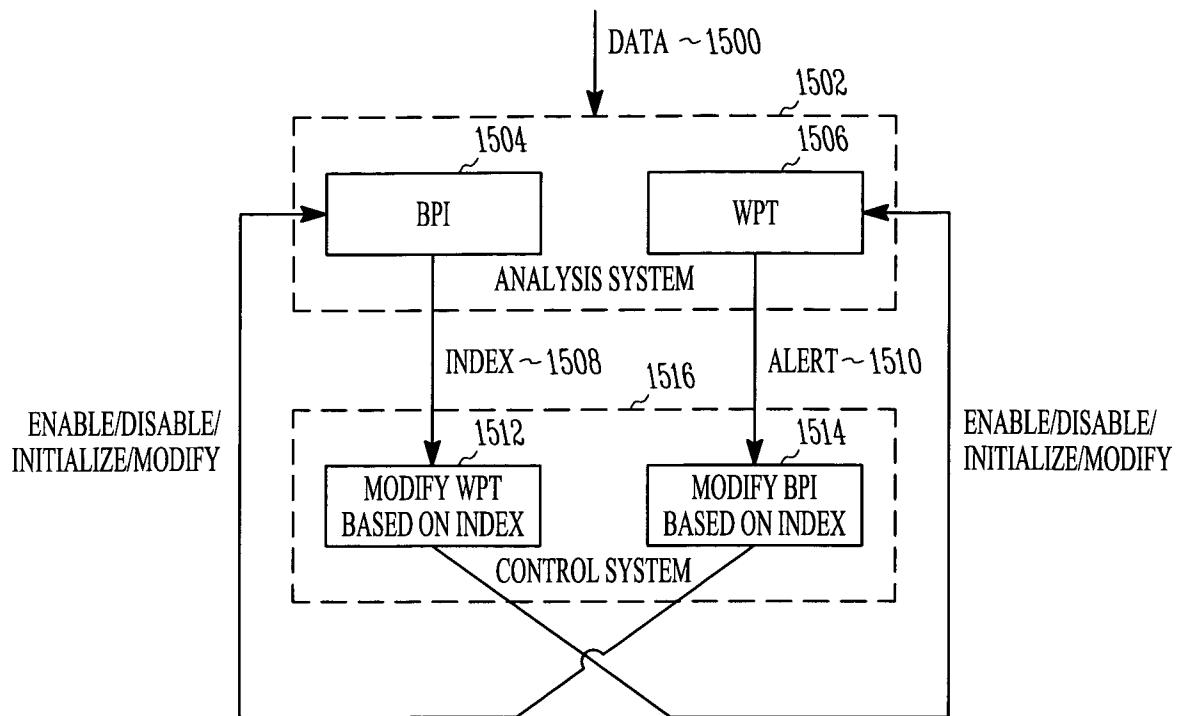 DATA ~ 1500
1502
1504
1506
BPI
WPT
ANALYSIS SYSTEM
INDEX ~ 1508
ALERT ~ 1510
1516
ENABLE/DISABLE/
INITIALIZE/MODIFY
1512
1514
ENABLE/DISABLE/
INITIALIZE/MODIFY
MODIFY WPT
BASED ON INDEX
MODIFY BPI
BASED ON INDEX
CONTROL SYSTEM